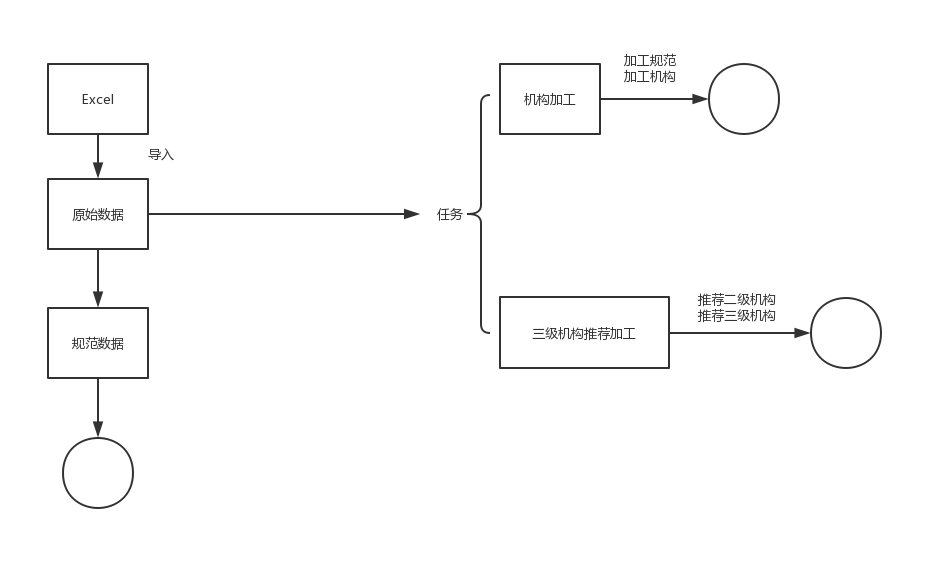 Excel
导入
原始数据
规范数据
任务
机构加工
加工规范
加工机构
三级机构推荐加工
推荐二级机构
推荐三级机构